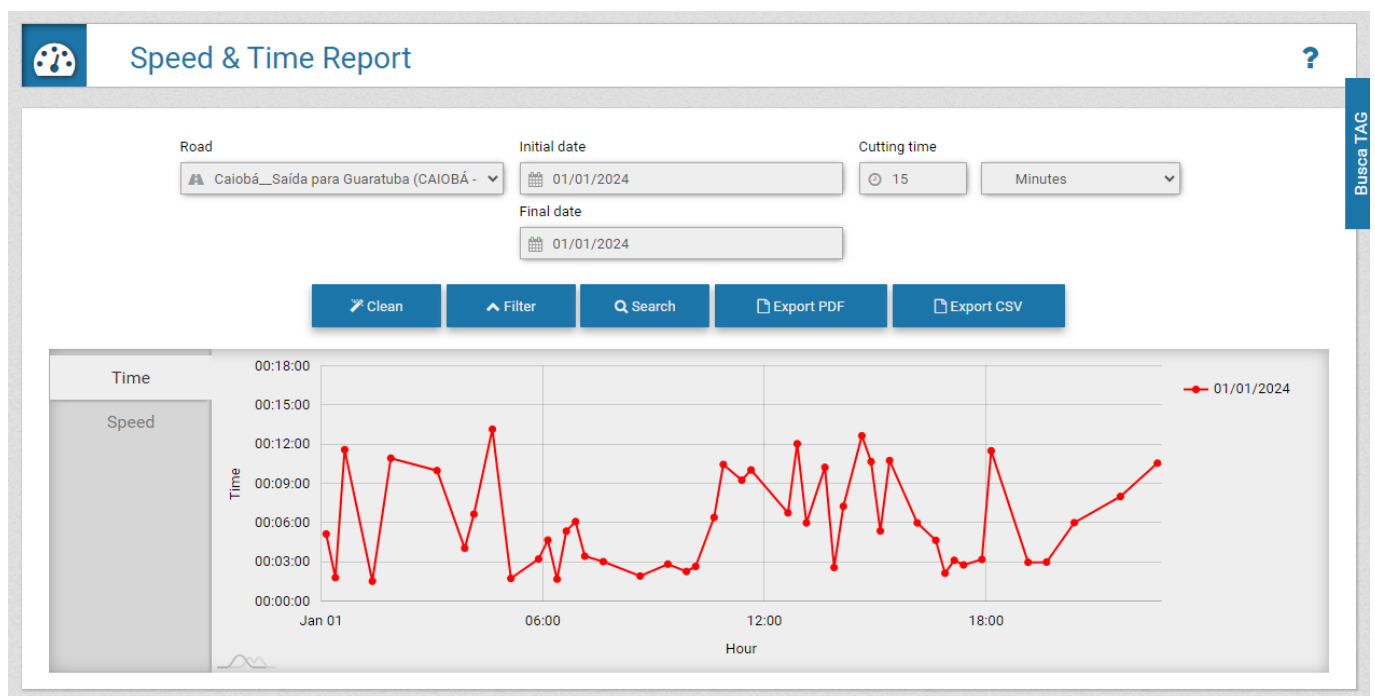 Speed & Time Report
?
Busca TAG
Road
Initial date
Cutting time
Caiobá__Saída para Guaratuba (CAIOBÁ -
01/01/2024
15
Minutes
Final date
01/01/2024
Clean
Filter
Search
Export PDF
Export CSV
Time
Speed
00:18:00
00:15:00
00:12:00
00:09:00
00:06:00
00:03:00
00:00:00
Time
Jan 01
06:00
12:00
18:00
Hour
01/01/2024